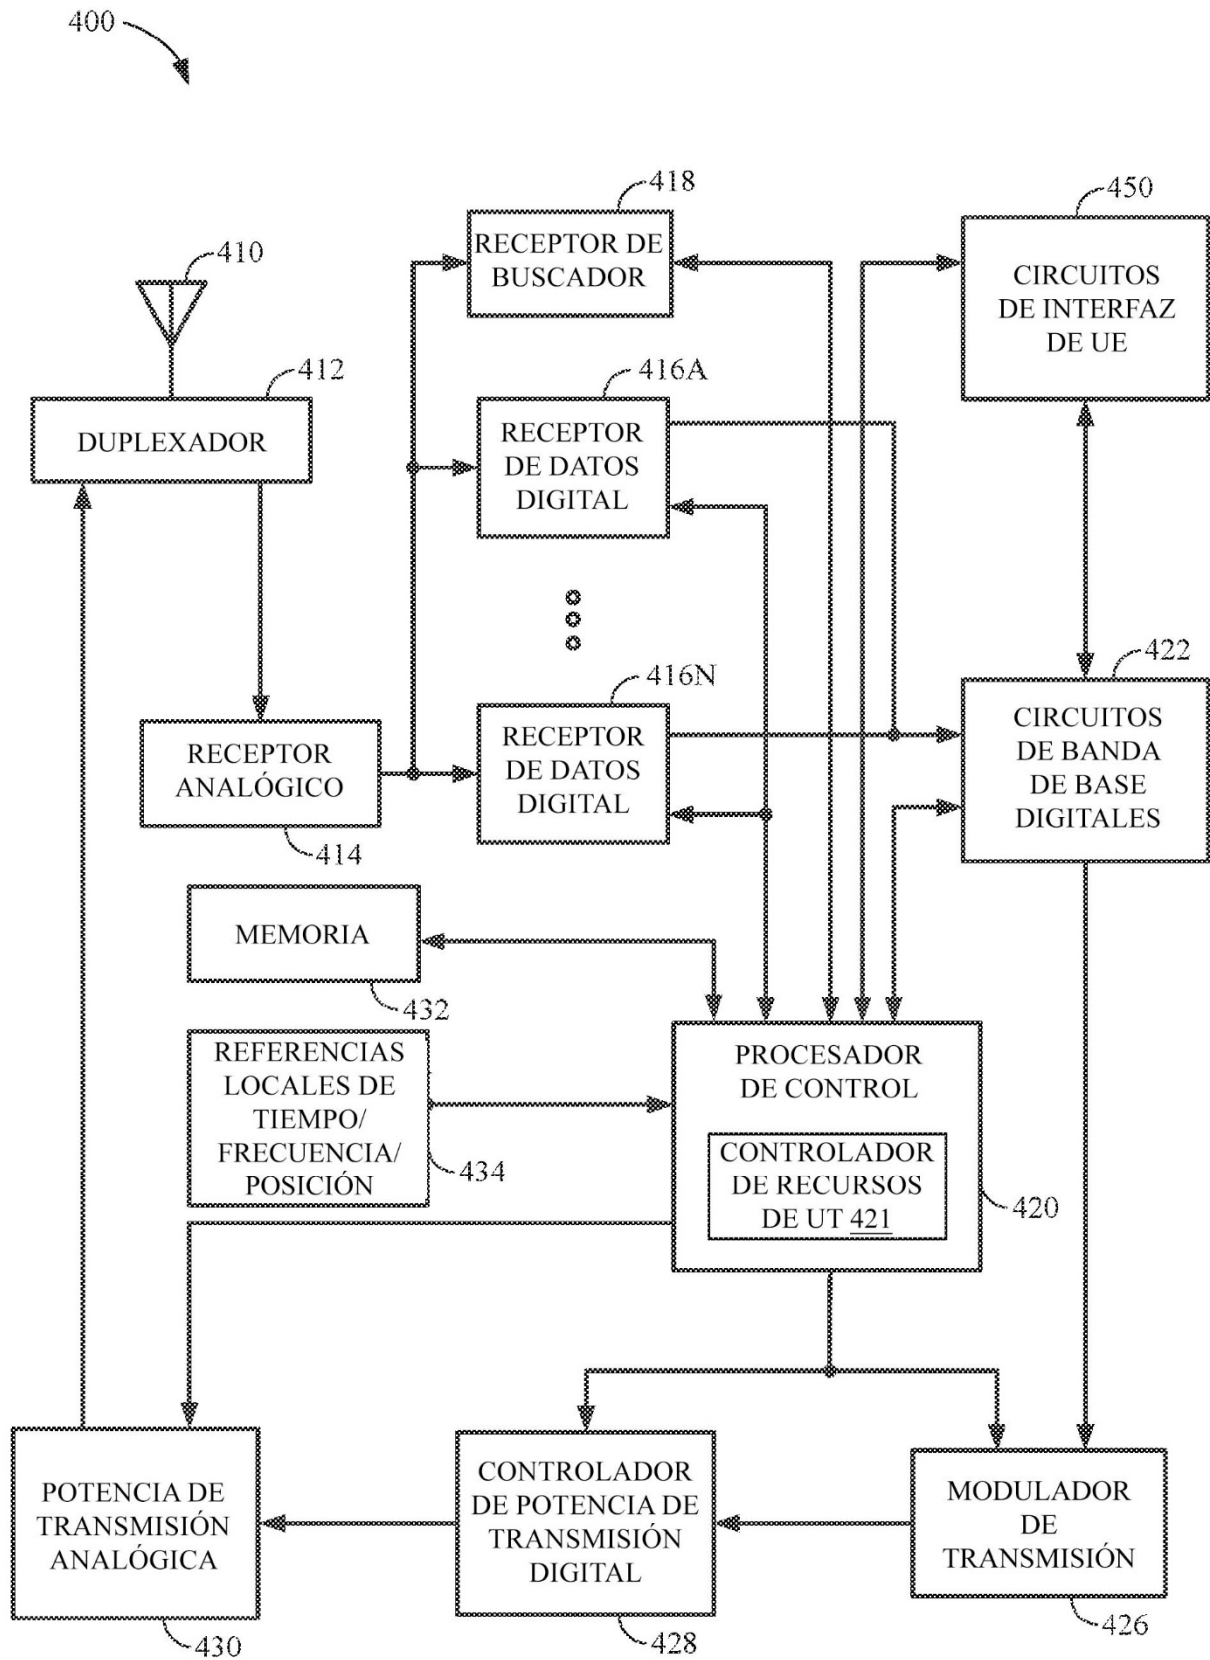 400
418
RECEPTOR DE
BUSCADOR
450
CIRCUITOS
DE INTERFAZ
DE UE
410
412
DUPLEXADOR
416A
RECEPTOR
DE DATOS
DIGITAL
416N
RECEPTOR
DE DATOS
DIGITAL
422
CIRCUITOS
DE BANDA
DE BASE
DIGITALES
RECEPTOR
ANALÓGICO
414
MEMORIA
432
REFERENCIAS
LOCALES DE
TIEMPO/
FRECUENCIA/
POSICIÓN
434
PROCESADOR
DE CONTROL
CONTROLADOR
DE RECURSOS
DE UT 421
420
POTENCIA DE
TRANSMISIÓN
ANALÓGICA
430
CONTROLADOR
DE POTENCIA DE
TRANSMISIÓN
DIGITAL
428
MODULADOR
DE
TRANSMISIÓN
426